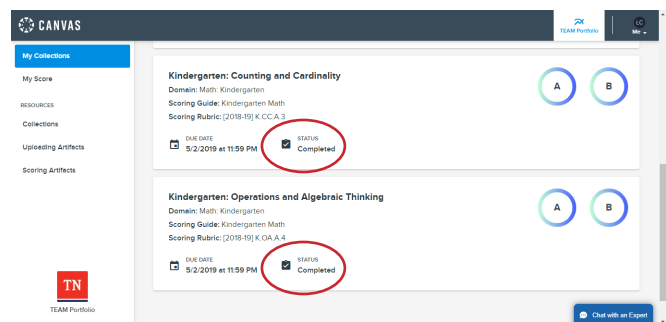 CANVAS
TEAM Portfolio
LC
Me
My Collections
My Score
RESOURCES
Collections
Uploading Artifacts
Scoring Artifacts
TN
TEAM Portfolio
Kindergarten: Counting and Cardinality
Domain: Math: Kindergarten
Scoring Guide: Kindergarten Math
Scoring Rubric: [2018-19] K.CC.A.3
DUE DATE
5/2/2019 at 11:59 PM
STATUS
Completed
A
B
Kindergarten: Operations and Algebraic Thinking
Domain: Math: Kindergarten
Scoring Guide: Kindergarten Math
Scoring Rubric: [2018-19] K.OA.A.4
DUE DATE
5/2/2019 at 11:59 PM
STATUS
Completed
A
B
Chat with an Expert